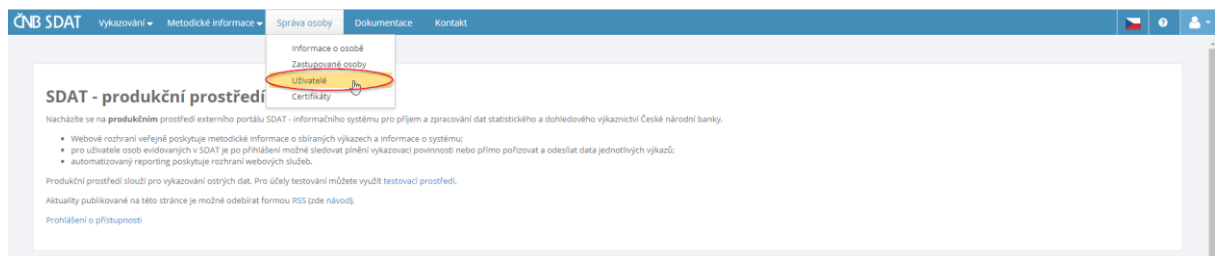 ČNB SDAT Vykazování Metodické informace Správa osoby Dokumentace Kontakt
Informace o osobě
Zastupované osoby
Uživatelé
Certifikáty
SDAT - produkční prostředí
Nacházíte se na produkčním prostředí externího portálu SDAT - informačního systému pro příjem a zpracování dat statistického a dohledového výkaznictví České národní banky.
• Webové rozhraní veřejně poskytuje metodické informace o sbíraných výkazech a informace o systému;
• pro uživatele osob evidovaných v SDAT je po přihlášení možné sledovat plnění vykazovací povinnosti nebo přímo pořizovat a odesílat data jednotlivých výkazů;
• automatizovaný reporting poskytuje rozhraní webových služeb.
Produkční prostředí slouží pro vykazování ostrých dat. Pro účely testování můžete využít testovací prostředí.
Aktuality publikované na této stránce je možné odebírat formou RSS (zde návod).
Prohlášení o přístupnosti